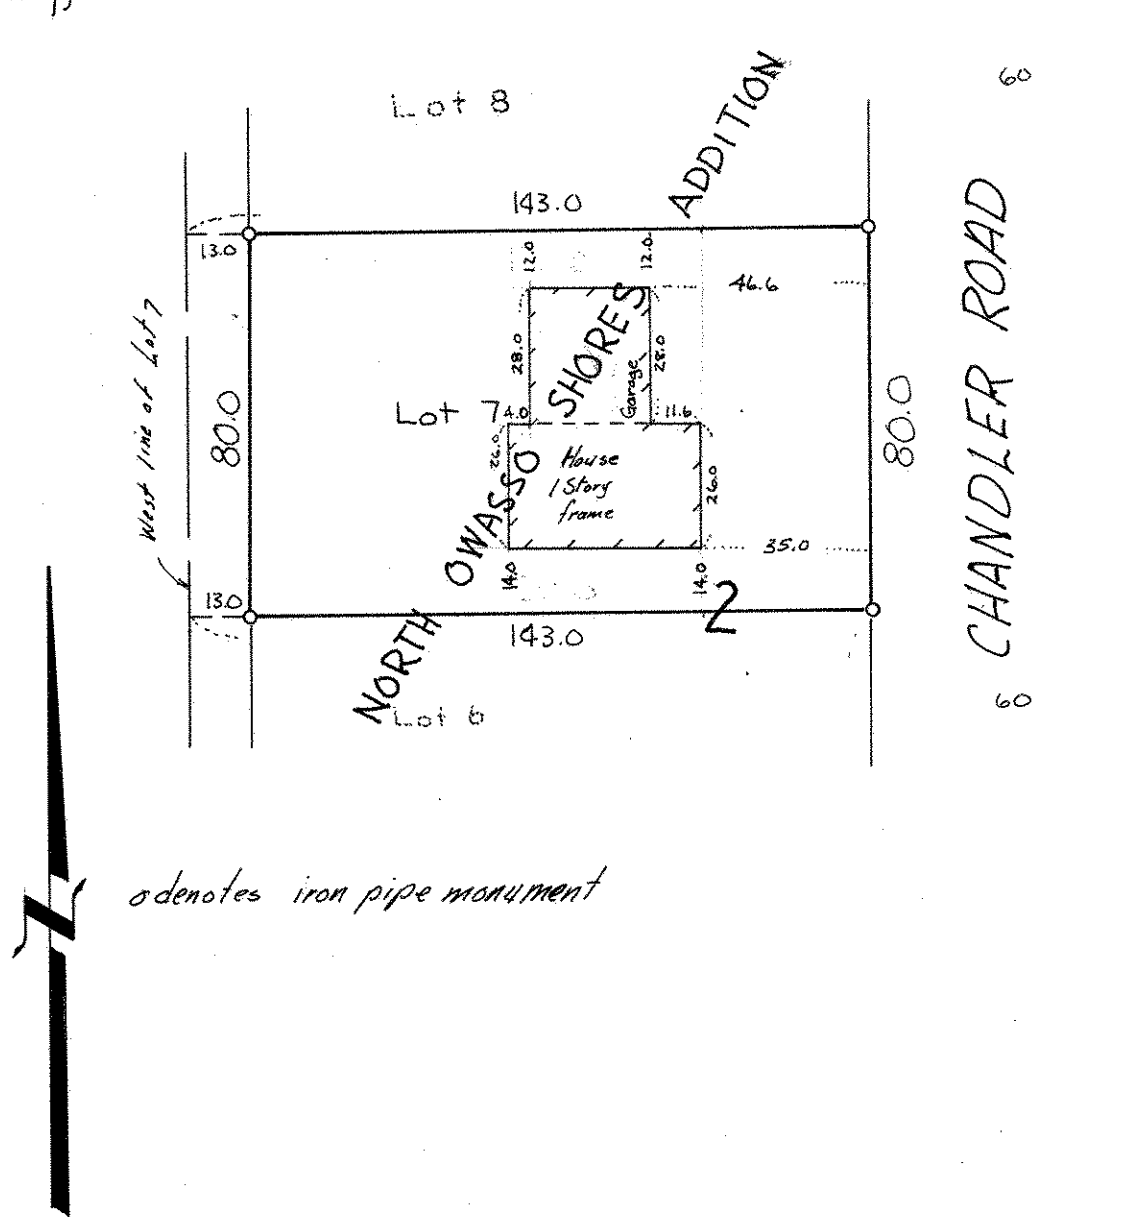 60
Lot 8
NORTH OWASSO SHORES ADDITION
143.0
13.0
12.0
12.0
46.6
CHANDLER ROAD
West line of Lot 7
28.0
28.0
Garage
80.0
80.0
Lot 7
4.0
11.6
26.0
House
1 Story
frame
26.0
35.0
13.0
14.0
14.0
2
143.0
60
Lot 6
o denotes iron pipe monument